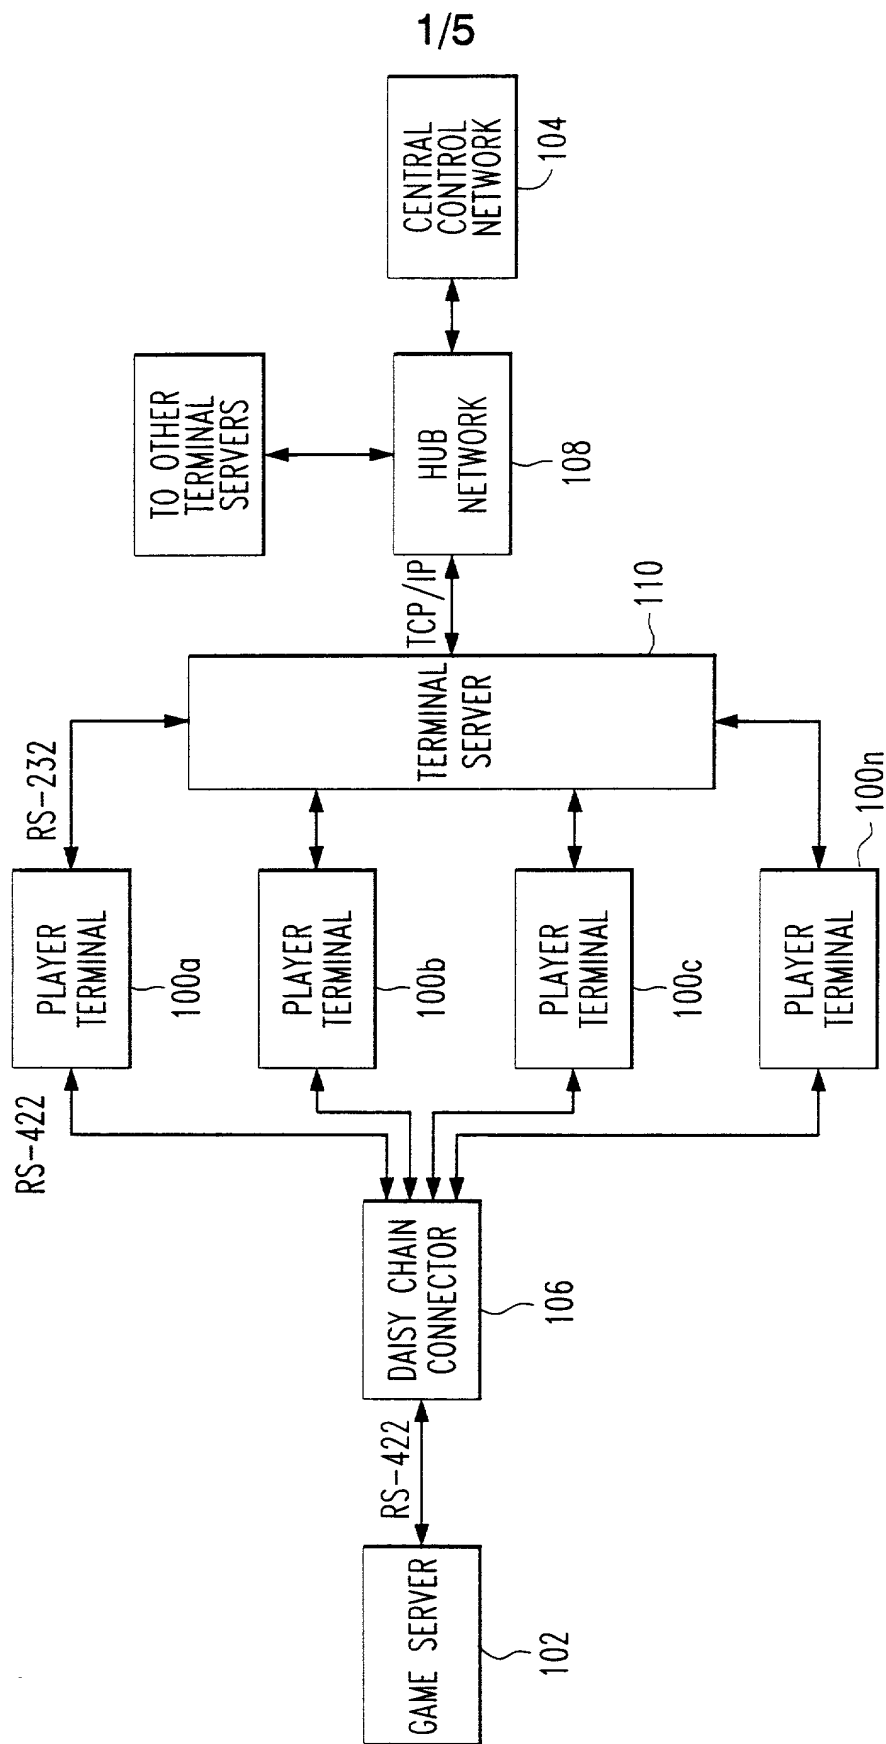 1/5
GAME SERVER
102
RS-422
DAISY CHAIN
CONNECTOR
106
RS-422
PLAYER
TERMINAL
100a
PLAYER
TERMINAL
100b
PLAYER
TERMINAL
100c
PLAYER
TERMINAL
100n
RS-232
TERMINAL
SERVER
110
TCP/IP
TO OTHER
TERMINAL
SERVERS
HUB
NETWORK
108
CENTRAL
CONTROL
NETWORK
104